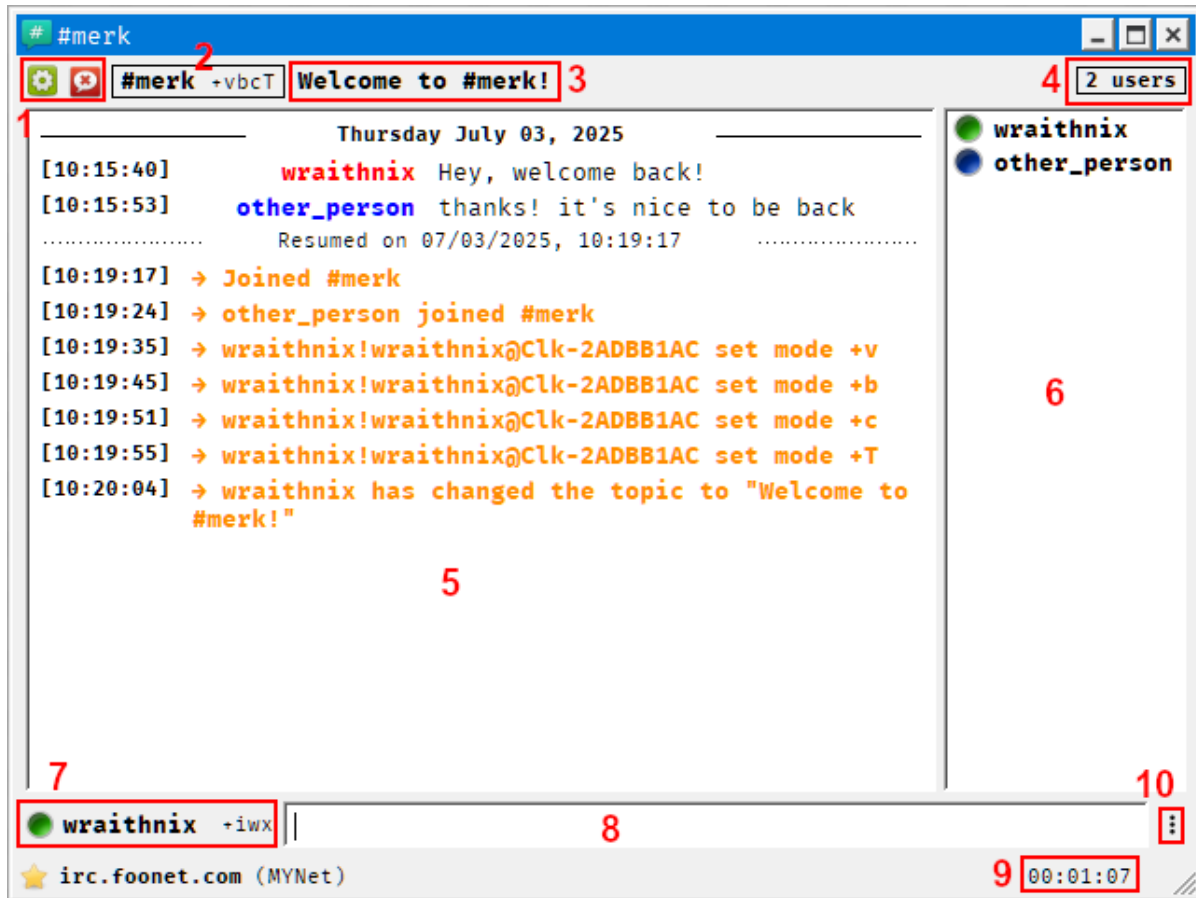 #merk
2
#merk +vbcT Welcome to #merk! 3 4 2 users
1
Thursday July 03, 2025
[10:15:40] wraithnix Hey, welcome back!
[10:15:53] other_person thanks! it's nice to be back
Resumed on 07/03/2025, 10:19:17
[10:19:17] → Joined #merk
[10:19:24] → other_person joined #merk
[10:19:35] → wraithnix!wraithnix@Clk-2ADBB1AC set mode +v
[10:19:45] → wraithnix!wraithnix@Clk-2ADBB1AC set mode +b
[10:19:51] → wraithnix!wraithnix@Clk-2ADBB1AC set mode +c
[10:19:55] → wraithnix!wraithnix@Clk-2ADBB1AC set mode +T
[10:20:04] → wraithnix has changed the topic to "Welcome to
#merk!"
5
wraithnix
other_person
6
7
wraithnix +iwx
8
10
irc.foonet.com (MYNet)
9 00:01:07